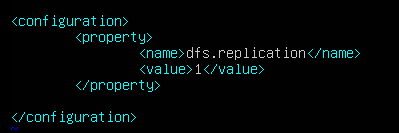 <configuration>
<property>
<name>dfs.replication</name>
<value>1</value>
</property>
</configuration>
~